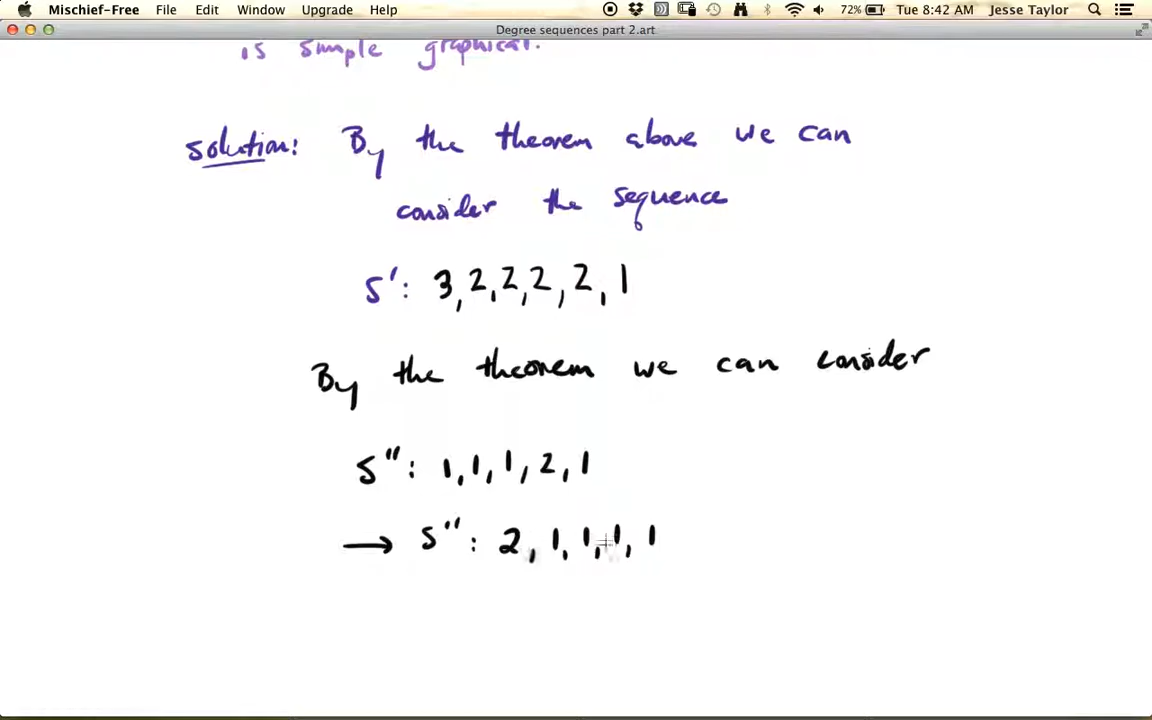 Mischief-Free File Edit Window Upgrade Help 72% Tue 8:42 AM Jesse Taylor
Degree sequences part 2.art
is simple graphical.
solution: By the theorem above we can
consider the sequence
S': 3, 2, 2, 2, 2, 1
By the theorem we can consider
S": 1, 1, 1, 2, 1
→ S": 2, 1, 1, 1, 1